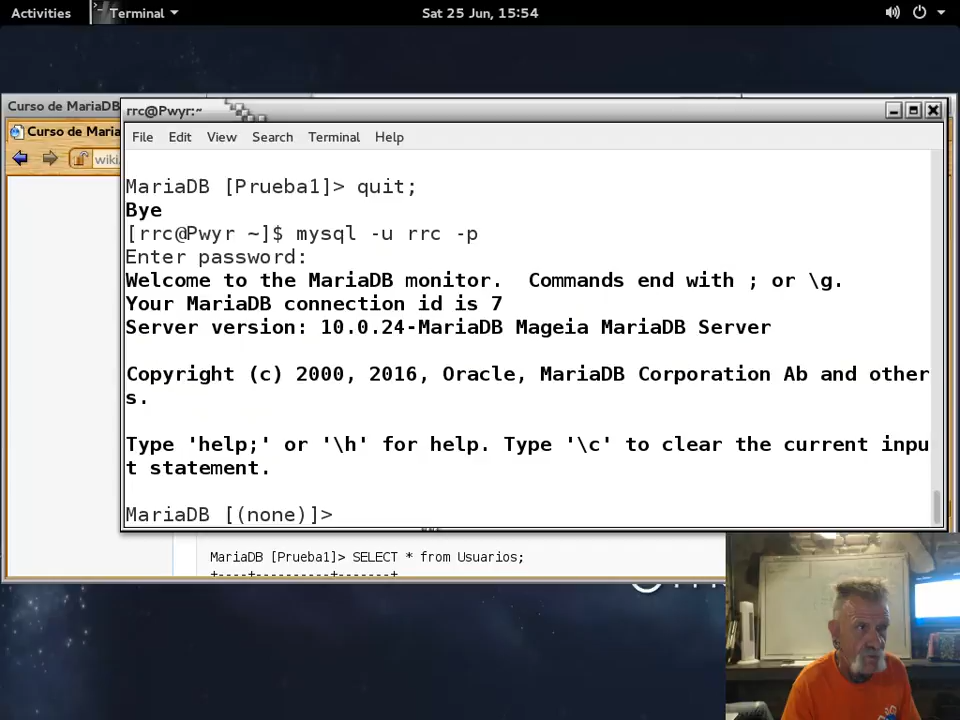 Activities Terminal Sat 25 Jun, 15:54
Curso de MariaDB
rrc@Pwyr:~
Curso de Maria
File Edit View Search Terminal Help
wiki.
MariaDB [Prueba1]> quit;
Bye
[rrc@Pwyr ~]$ mysql -u rrc -p
Enter password:
Welcome to the MariaDB monitor.  Commands end with ; or \g.
Your MariaDB connection id is 7
Server version: 10.0.24-MariaDB Mageia MariaDB Server
Copyright (c) 2000, 2016, Oracle, MariaDB Corporation Ab and other
s.
Type 'help;' or '\h' for help. Type '\c' to clear the current inpu
t statement.
MariaDB [(none)]>
MariaDB [Prueba1]> SELECT * from Usuarios;
+----+----------+-------+